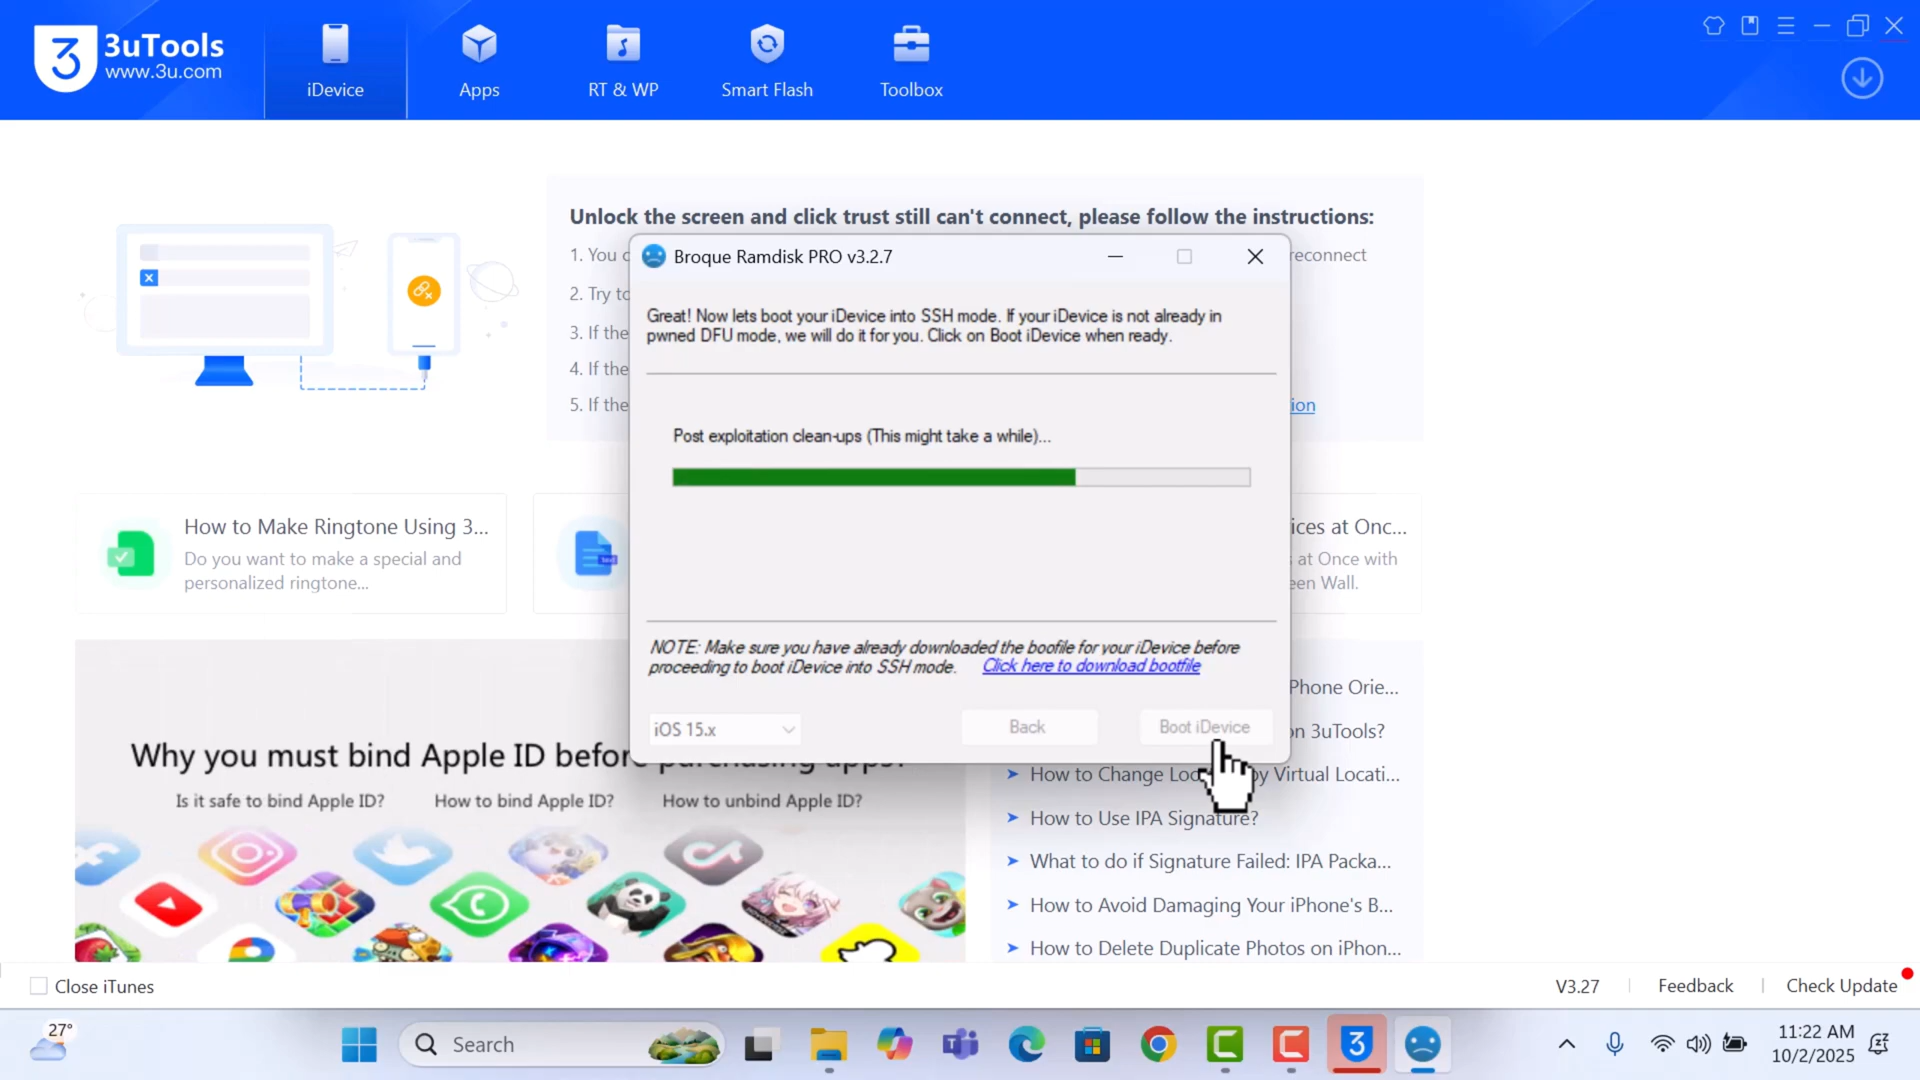 3uTools
www.3u.com
iDevice
Apps
RT & WP
Smart Flash
Toolbox
Unlock the screen and click trust still can't connect, please follow the instructions:
1. You
reconnect
2. Try to
3. If the
4. If the
5. If the
ion
Broque Ramdisk PRO v3.2.7
Great! Now lets boot your iDevice into SSH mode. If your iDevice is not already in
pwned DFU mode, we will do it for you. Click on Boot iDevice when ready.
Post exploitation clean-ups (This might take a while)...
NOTE: Make sure you have already downloaded the boofile for your iDevice before
proceeding to boot iDevice into SSH mode. Click here to download bootfile
iOS 15.x
Back
Boot iDevice
How to Make Ringtone Using 3...
Do you want to make a special and
personalized ringtone...
ices at Onc...
at Once with
een Wall.
Why you must bind Apple ID before purchasing apps?
Is it safe to bind Apple ID?
How to bind Apple ID?
How to unbind Apple ID?
Phone Orie...
on 3uTools?
How to Change Loc by Virtual Locati...
How to Use IPA Signature?
What to do if Signature Failed: IPA Packa...
How to Avoid Damaging Your iPhone's B...
How to Delete Duplicate Photos on iPhon...
Close iTunes
V3.27
Feedback
Check Update
27°
Search
11:22 AM
10/2/2025